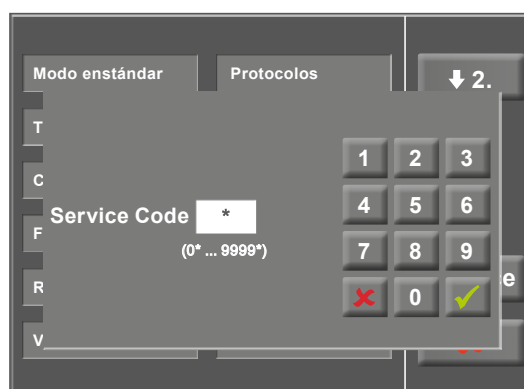 Modo enstándar
Protocolos
2.
T
C
F
R
V
Service Code *
(0* ... 9999*)
1 2 3
4 5 6
7 8 9
0
e